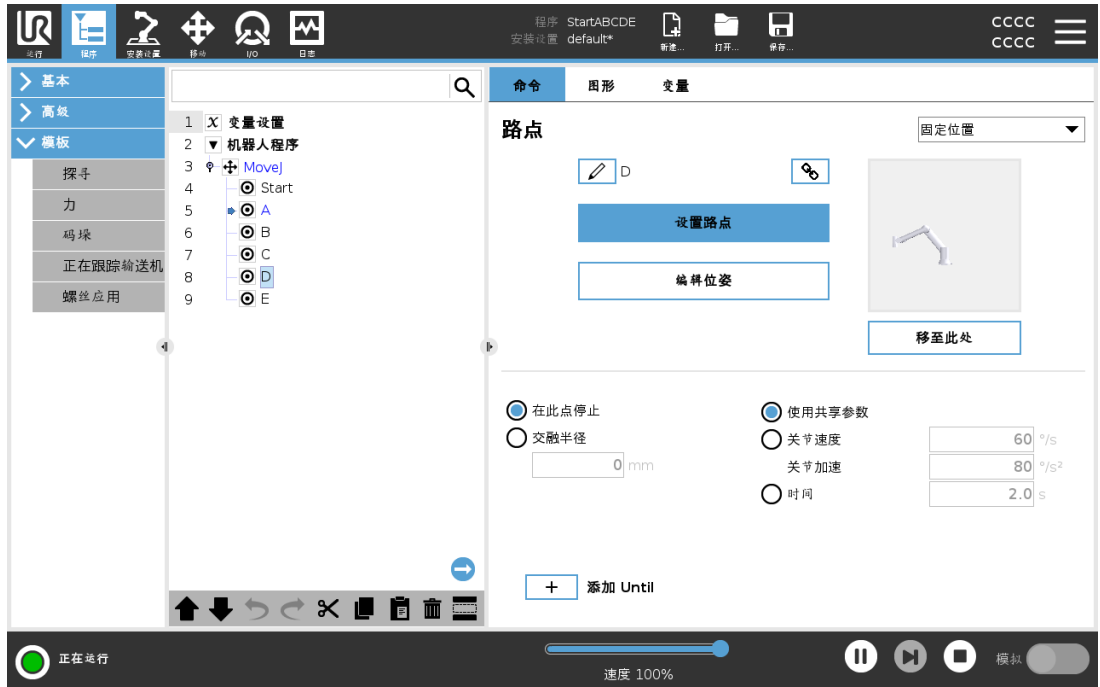 程序 StartABCDE
安装设置 default*
运行 程序 安装设置 移动 I/O 日志
新建... 打开... 保存...
CCCC
CCCC
基本
高级
模板
探寻
力
码垛
正在跟踪输送机
螺丝应用
1 X 变量设置
2 机器人程序
3 MoveJ
4 Start
5 A
6 B
7 C
8 D
9 E
命令 图形 变量
路点
固定位置
D
设置路点
编辑位姿
移至此处
在此点停止
交融半径
0 mm
使用共享参数
关节速度 60 °/s
关节加速 80 °/s²
时间 2.0 s
+ 添加 Until
正在运行
速度 100%
模拟